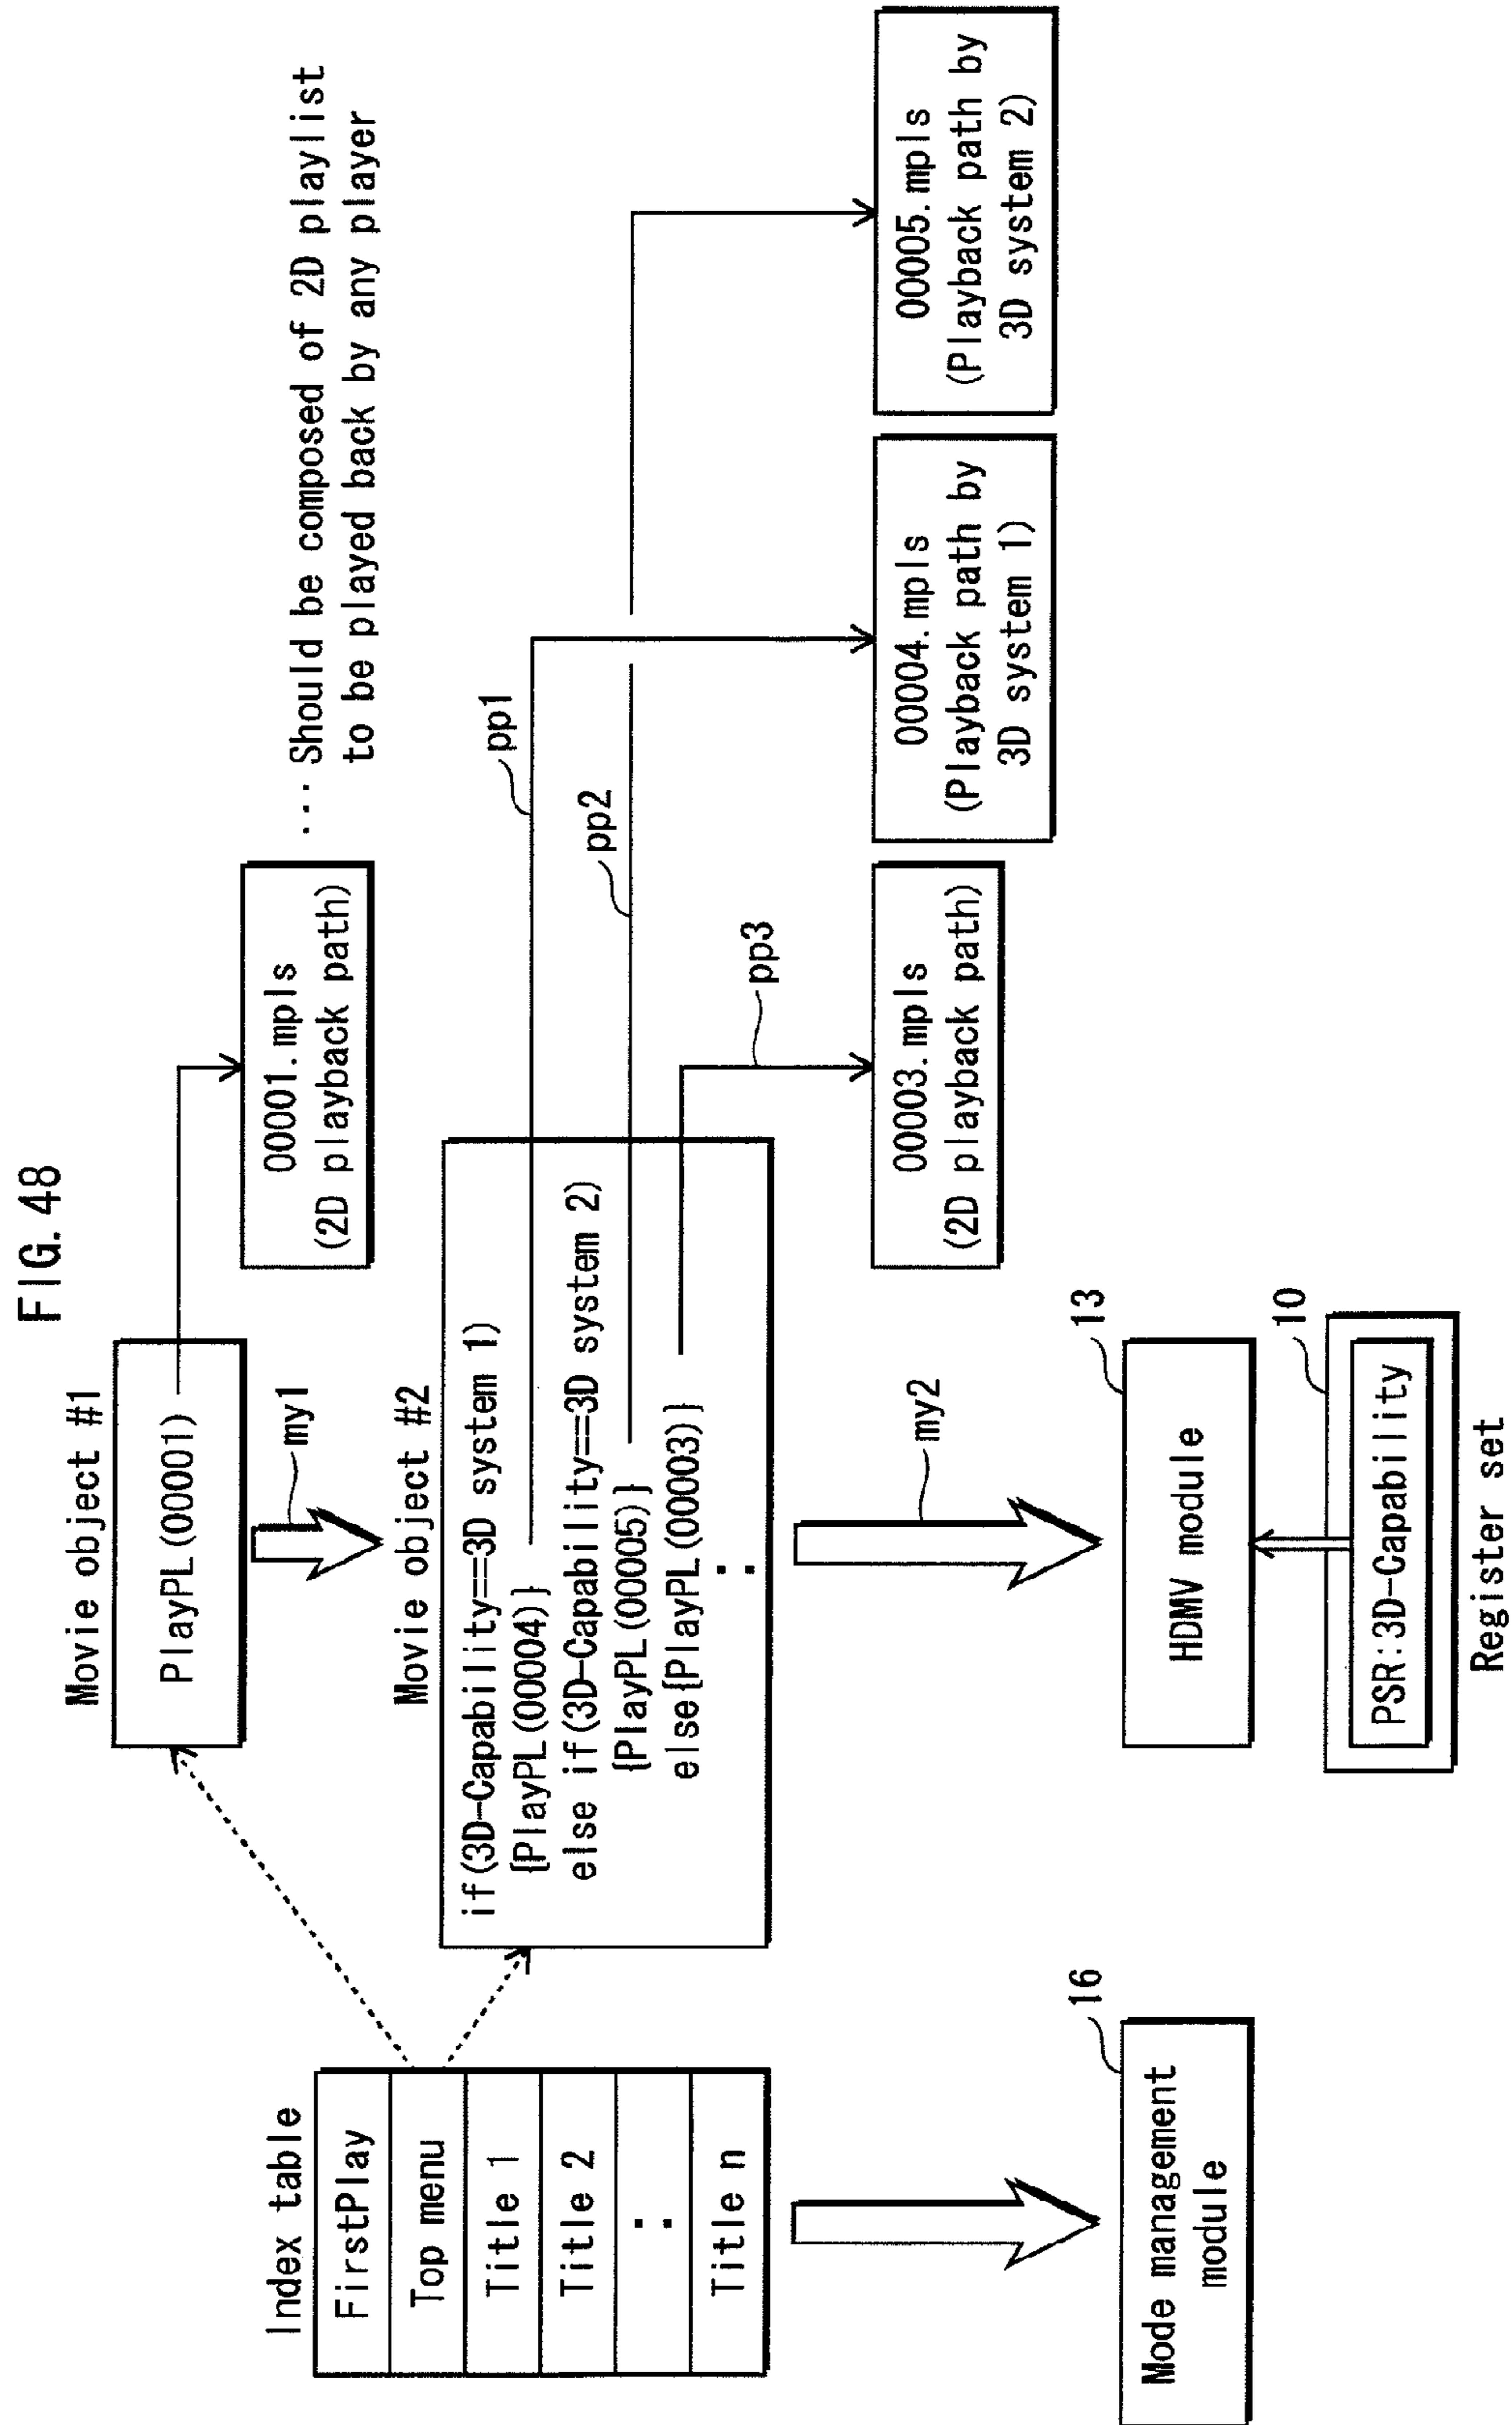 FIG. 48
Index table
FirstPlay
Top menu
Title 1
Title 2
:
Title n
Mode management
module
16
Movie object #1
PlayPL(00001)
my1
00001.mpls
(2D playback path)
...Should be composed of 2D playlist
to be played back by any player
Movie object #2
if(3D-Capability==3D system 1)
{PlayPL(00004)}
else if(3D-Capability==3D system 2)
{PlayPL(00005)}
else{PlayPL(00003)}
:
pp1
pp2
pp3
00003.mpls
(2D playback path)
00004.mpls
(Playback path by
3D system 1)
00005.mpls
(Playback path by
3D system 2)
my2
HDMV module
13
10
PSR:3D-Capability
Register set